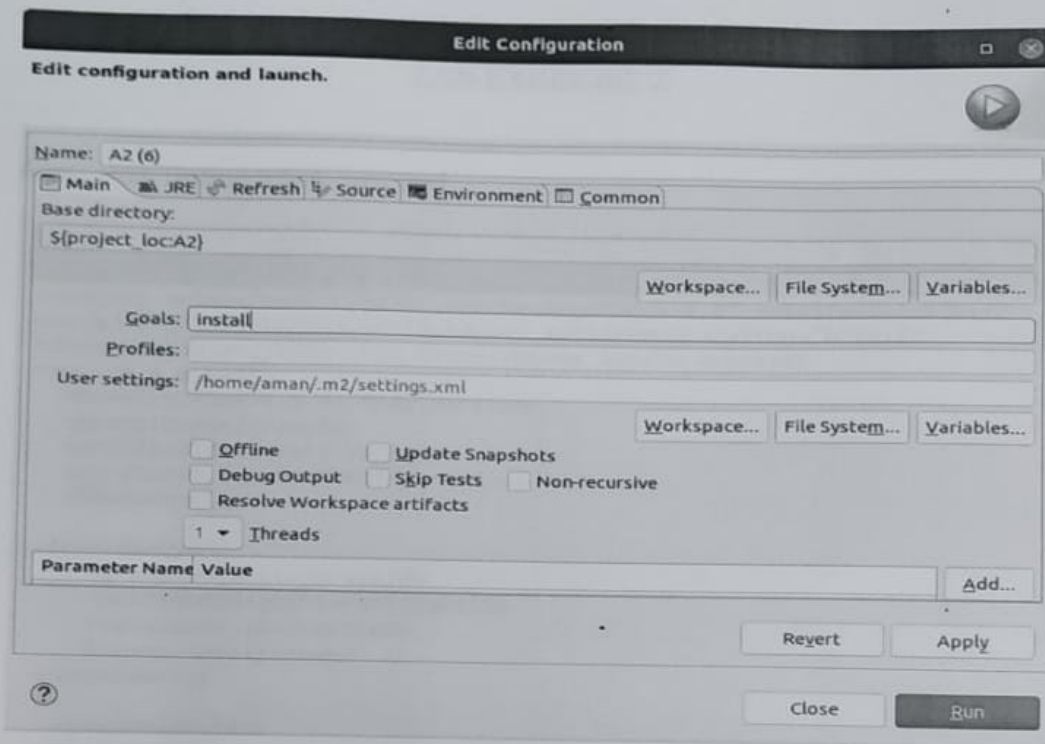 Edit Configuration
Edit configuration and launch.
Name: A2 (6)
Main JRE Refresh Source Environment Common
Base directory:
${project_loc:A2}
Workspace... File System... Variables...
Goals: install
Profiles:
User settings: /home/aman/.m2/settings.xml
Workspace... File System... Variables...
Offline Update Snapshots
Debug Output Skip Tests Non-recursive
Resolve Workspace artifacts
1 Threads
Parameter Name Value
Add...
Revert Apply
? Close Run